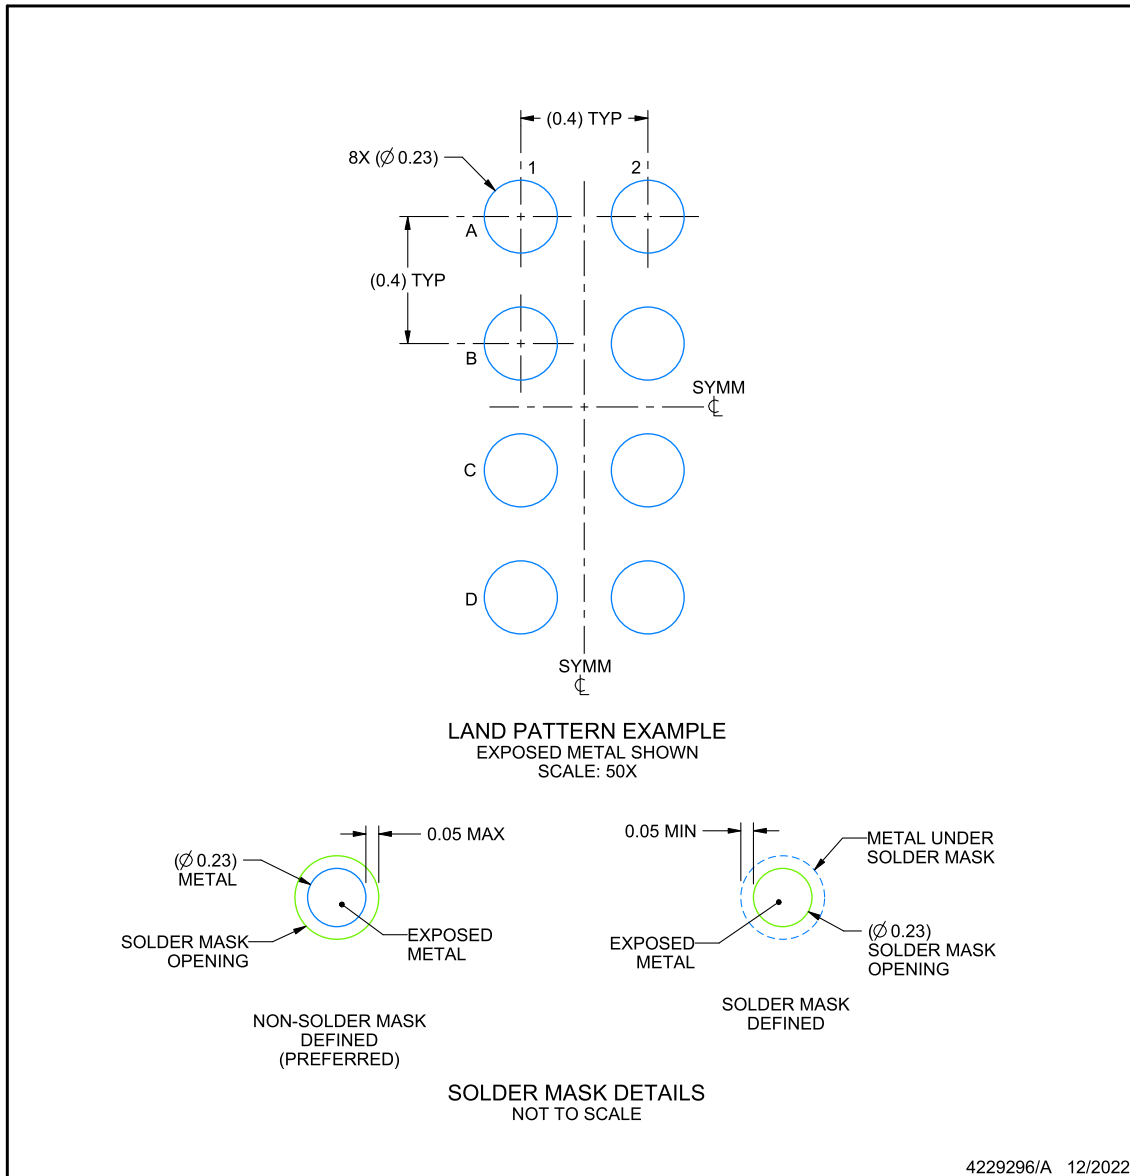 (0.4) TYP
8X (∅ 0.23)
1
2
A
(0.4) TYP
B
SYMM
℄
C
D
SYMM
℄
LAND PATTERN EXAMPLE
EXPOSED METAL SHOWN
SCALE: 50X
0.05 MAX
(∅ 0.23)
METAL
SOLDER MASK
OPENING
EXPOSED
METAL
NON-SOLDER MASK
DEFINED
(PREFERRED)
0.05 MIN
METAL UNDER
SOLDER MASK
EXPOSED
METAL
(∅ 0.23)
SOLDER MASK
OPENING
SOLDER MASK
DEFINED
SOLDER MASK DETAILS
NOT TO SCALE
4229296/A 12/2022